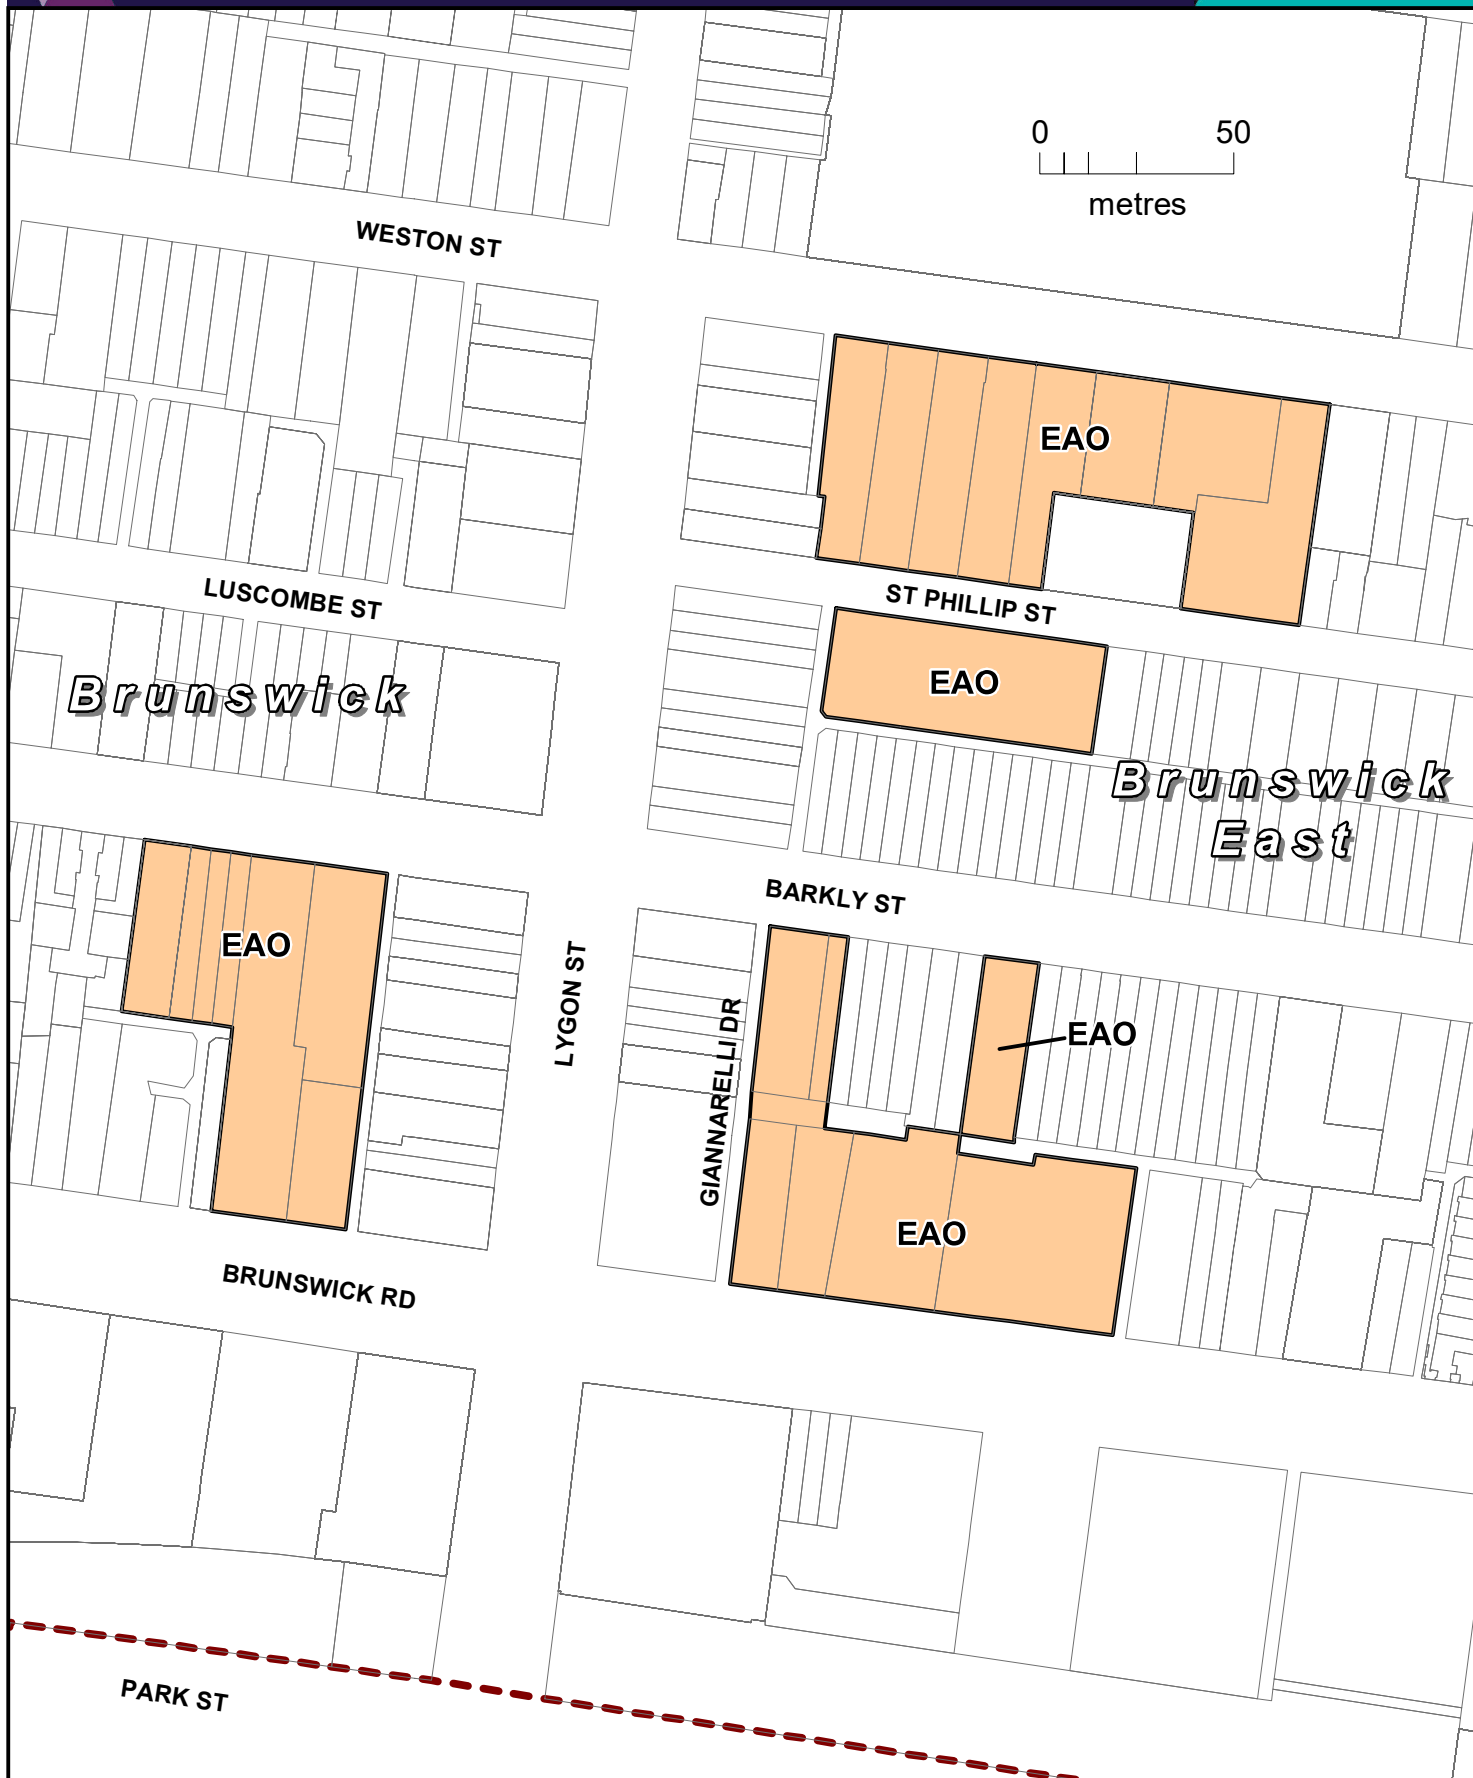 0 50
metres
WESTON ST
EAO
LUSCOMBE ST
ST PHILLIP ST
Brunswick
EAO
Brunswick
East
BARKLY ST
EAO
LYGON ST
GIANNARELLI DR
EAO
EAO
BRUNSWICK RD
PARK ST